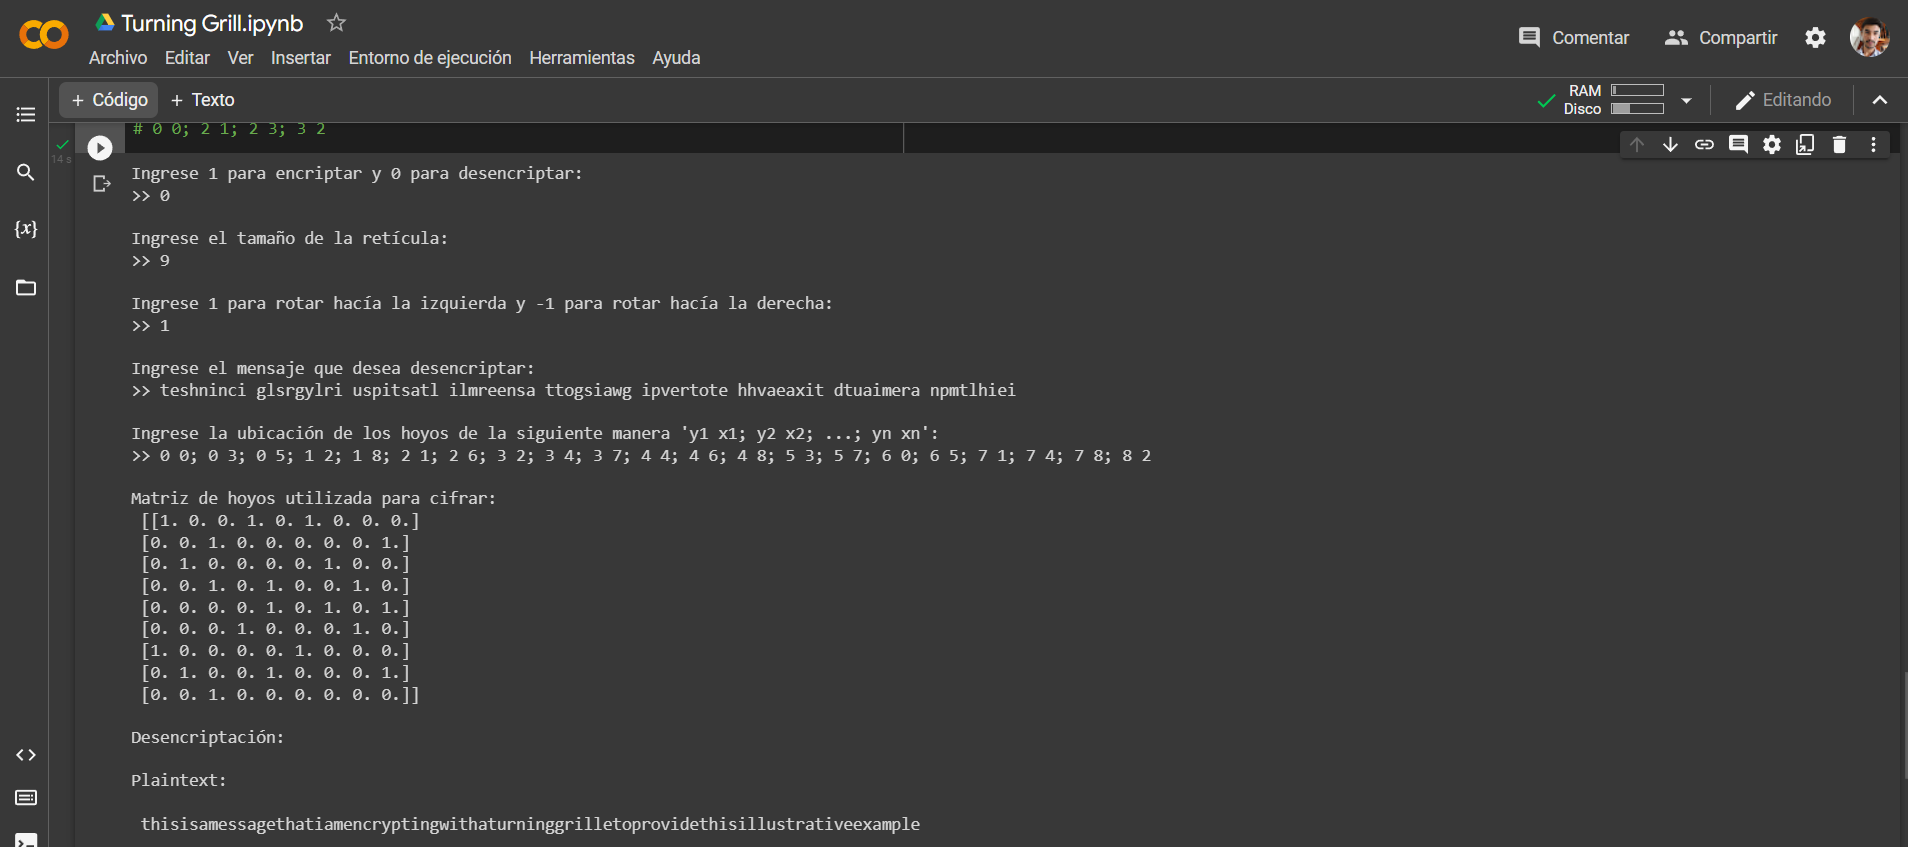 Turning Grill.ipynb
Archivo Editar Ver Insertar Entorno de ejecución Herramientas Ayuda
Comentar Compartir
+ Código + Texto
RAM
Disco
Editando
# 0 0; 2 1; 2 3; 3 2
14 s
Ingrese 1 para encriptar y 0 para desencriptar:
>> 0
{x}
Ingrese el tamaño de la retícula:
>> 9
Ingrese 1 para rotar hacía la izquierda y -1 para rotar hacía la derecha:
>> 1
Ingrese el mensaje que desea desencriptar:
>> teshninci glsrgylri uspitsatl ilmreensa ttogsiawg ipvertote hhvaeaxit dtuaimera npmtlhiei
Ingrese la ubicación de los hoyos de la siguiente manera 'y1 x1; y2 x2; ...; yn xn':
>> 0 0; 0 3; 0 5; 1 2; 1 8; 2 1; 2 6; 3 2; 3 4; 3 7; 4 4; 4 6; 4 8; 5 3; 5 7; 6 0; 6 5; 7 1; 7 4; 7 8; 8 2
Matriz de hoyos utilizada para cifrar:
[[1. 0. 0. 1. 0. 1. 0. 0. 0.]
[0. 0. 1. 0. 0. 0. 0. 0. 1.]
[0. 1. 0. 0. 0. 0. 1. 0. 0.]
[0. 0. 1. 0. 1. 0. 0. 1. 0.]
[0. 0. 0. 0. 1. 0. 1. 0. 1.]
[0. 0. 0. 1. 0. 0. 0. 1. 0.]
[1. 0. 0. 0. 0. 1. 0. 0. 0.]
[0. 1. 0. 0. 1. 0. 0. 0. 1.]
[0. 0. 1. 0. 0. 0. 0. 0. 0.]]
Desencriptación:
Plaintext:
thisisamessagethatiamencryptingwithaturninggrilletoprovidethisillustrativeexample